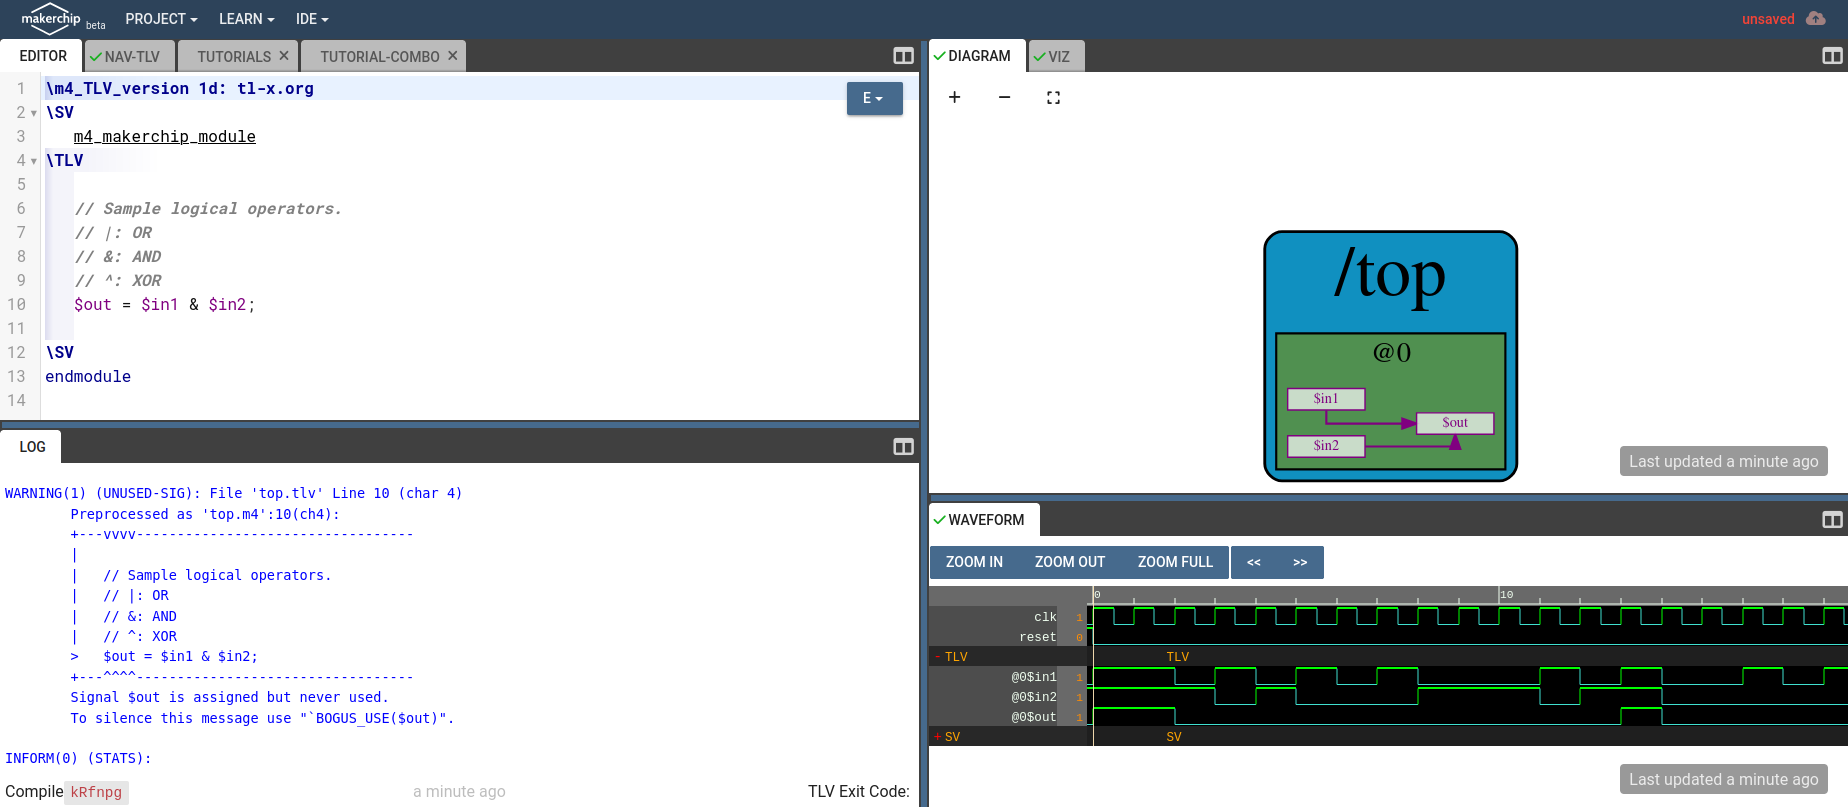 makerchip beta PROJECT LEARN IDE unsaved
EDITOR NAV-TLV TUTORIALS TUTORIAL-COMBO
1 \m4_TLV_version 1d: tl-x.org
2 \SV
3 m4_makerchip_module
4 \TLV
5
6 // Sample logical operators.
7 // |: OR
8 // &: AND
9 // ^: XOR
10 $out = $in1 & $in2;
11
12 \SV
13 endmodule
14
E
LOG
WARNING(1) (UNUSED-SIG): File 'top.tlv' Line 10 (char 4)
Preprocessed as 'top.m4':10(ch4):
+---vvvv----------------------------------
|
| // Sample logical operators.
| // |: OR
| // &: AND
| // ^: XOR
> $out = $in1 & $in2;
+---^^^^----------------------------------
Signal $out is assigned but never used.
To silence this message use "`BOGUS_USE($out)".
INFORM(0) (STATS):
Compile kRfnpg a minute ago TLV Exit Code:
DIAGRAM VIZ
/top
@0
$in1
$out
$in2
Last updated a minute ago
WAVEFORM
ZOOM IN ZOOM OUT ZOOM FULL << >>
0 10
clk 1
reset 0
- TLV TLV
@0$in1 1
@0$in2 1
@0$out 1
+ SV SV
Last updated a minute ago